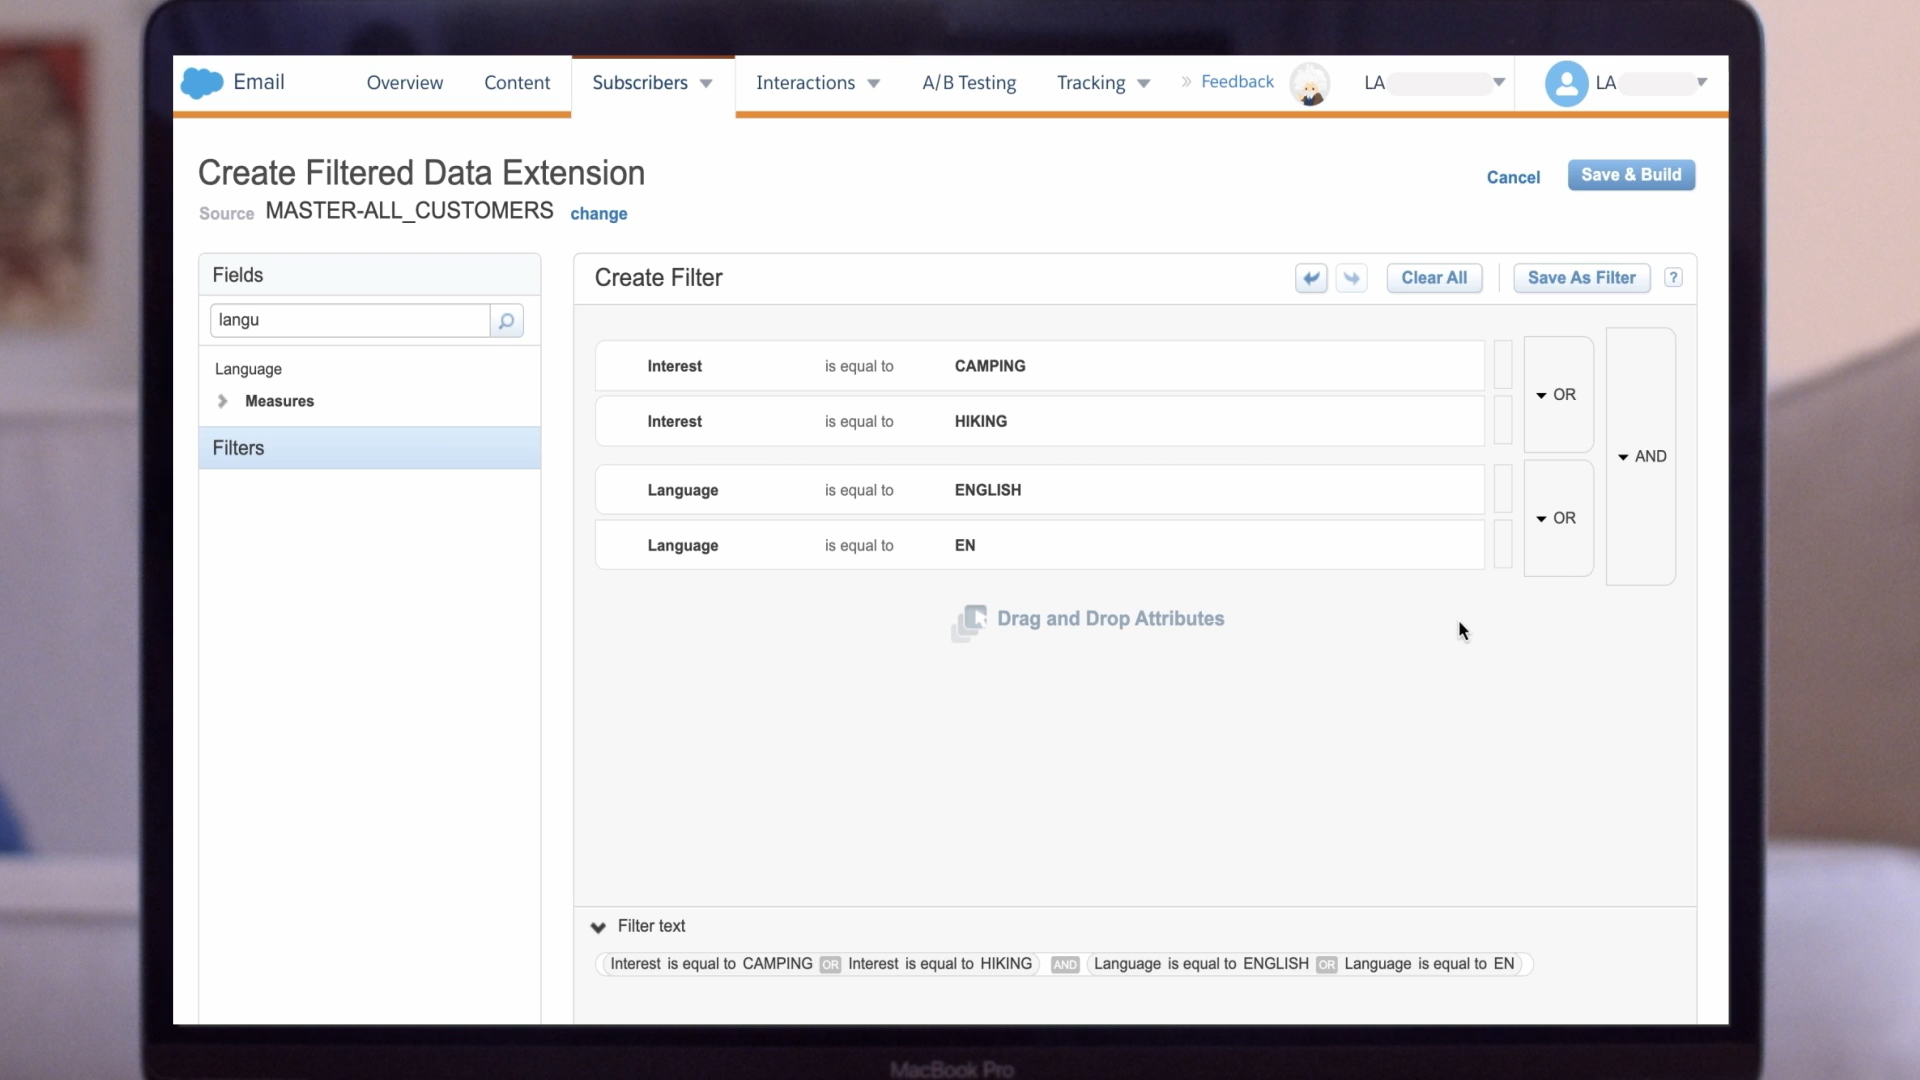 Email Overview Content Subscribers Interactions A/B Testing Tracking » Feedback LA LA
Create Filtered Data Extension
Cancel Save & Build
Source MASTER-ALL_CUSTOMERS change
Fields
langu
Language
Measures
Filters
Create Filter Clear All Save As Filter ?
Interest is equal to CAMPING
Interest is equal to HIKING
OR
Language is equal to ENGLISH
Language is equal to EN
OR
AND
Drag and Drop Attributes
Filter text
Interest is equal to CAMPING OR Interest is equal to HIKING AND Language is equal to ENGLISH OR Language is equal to EN
MacBook Pro